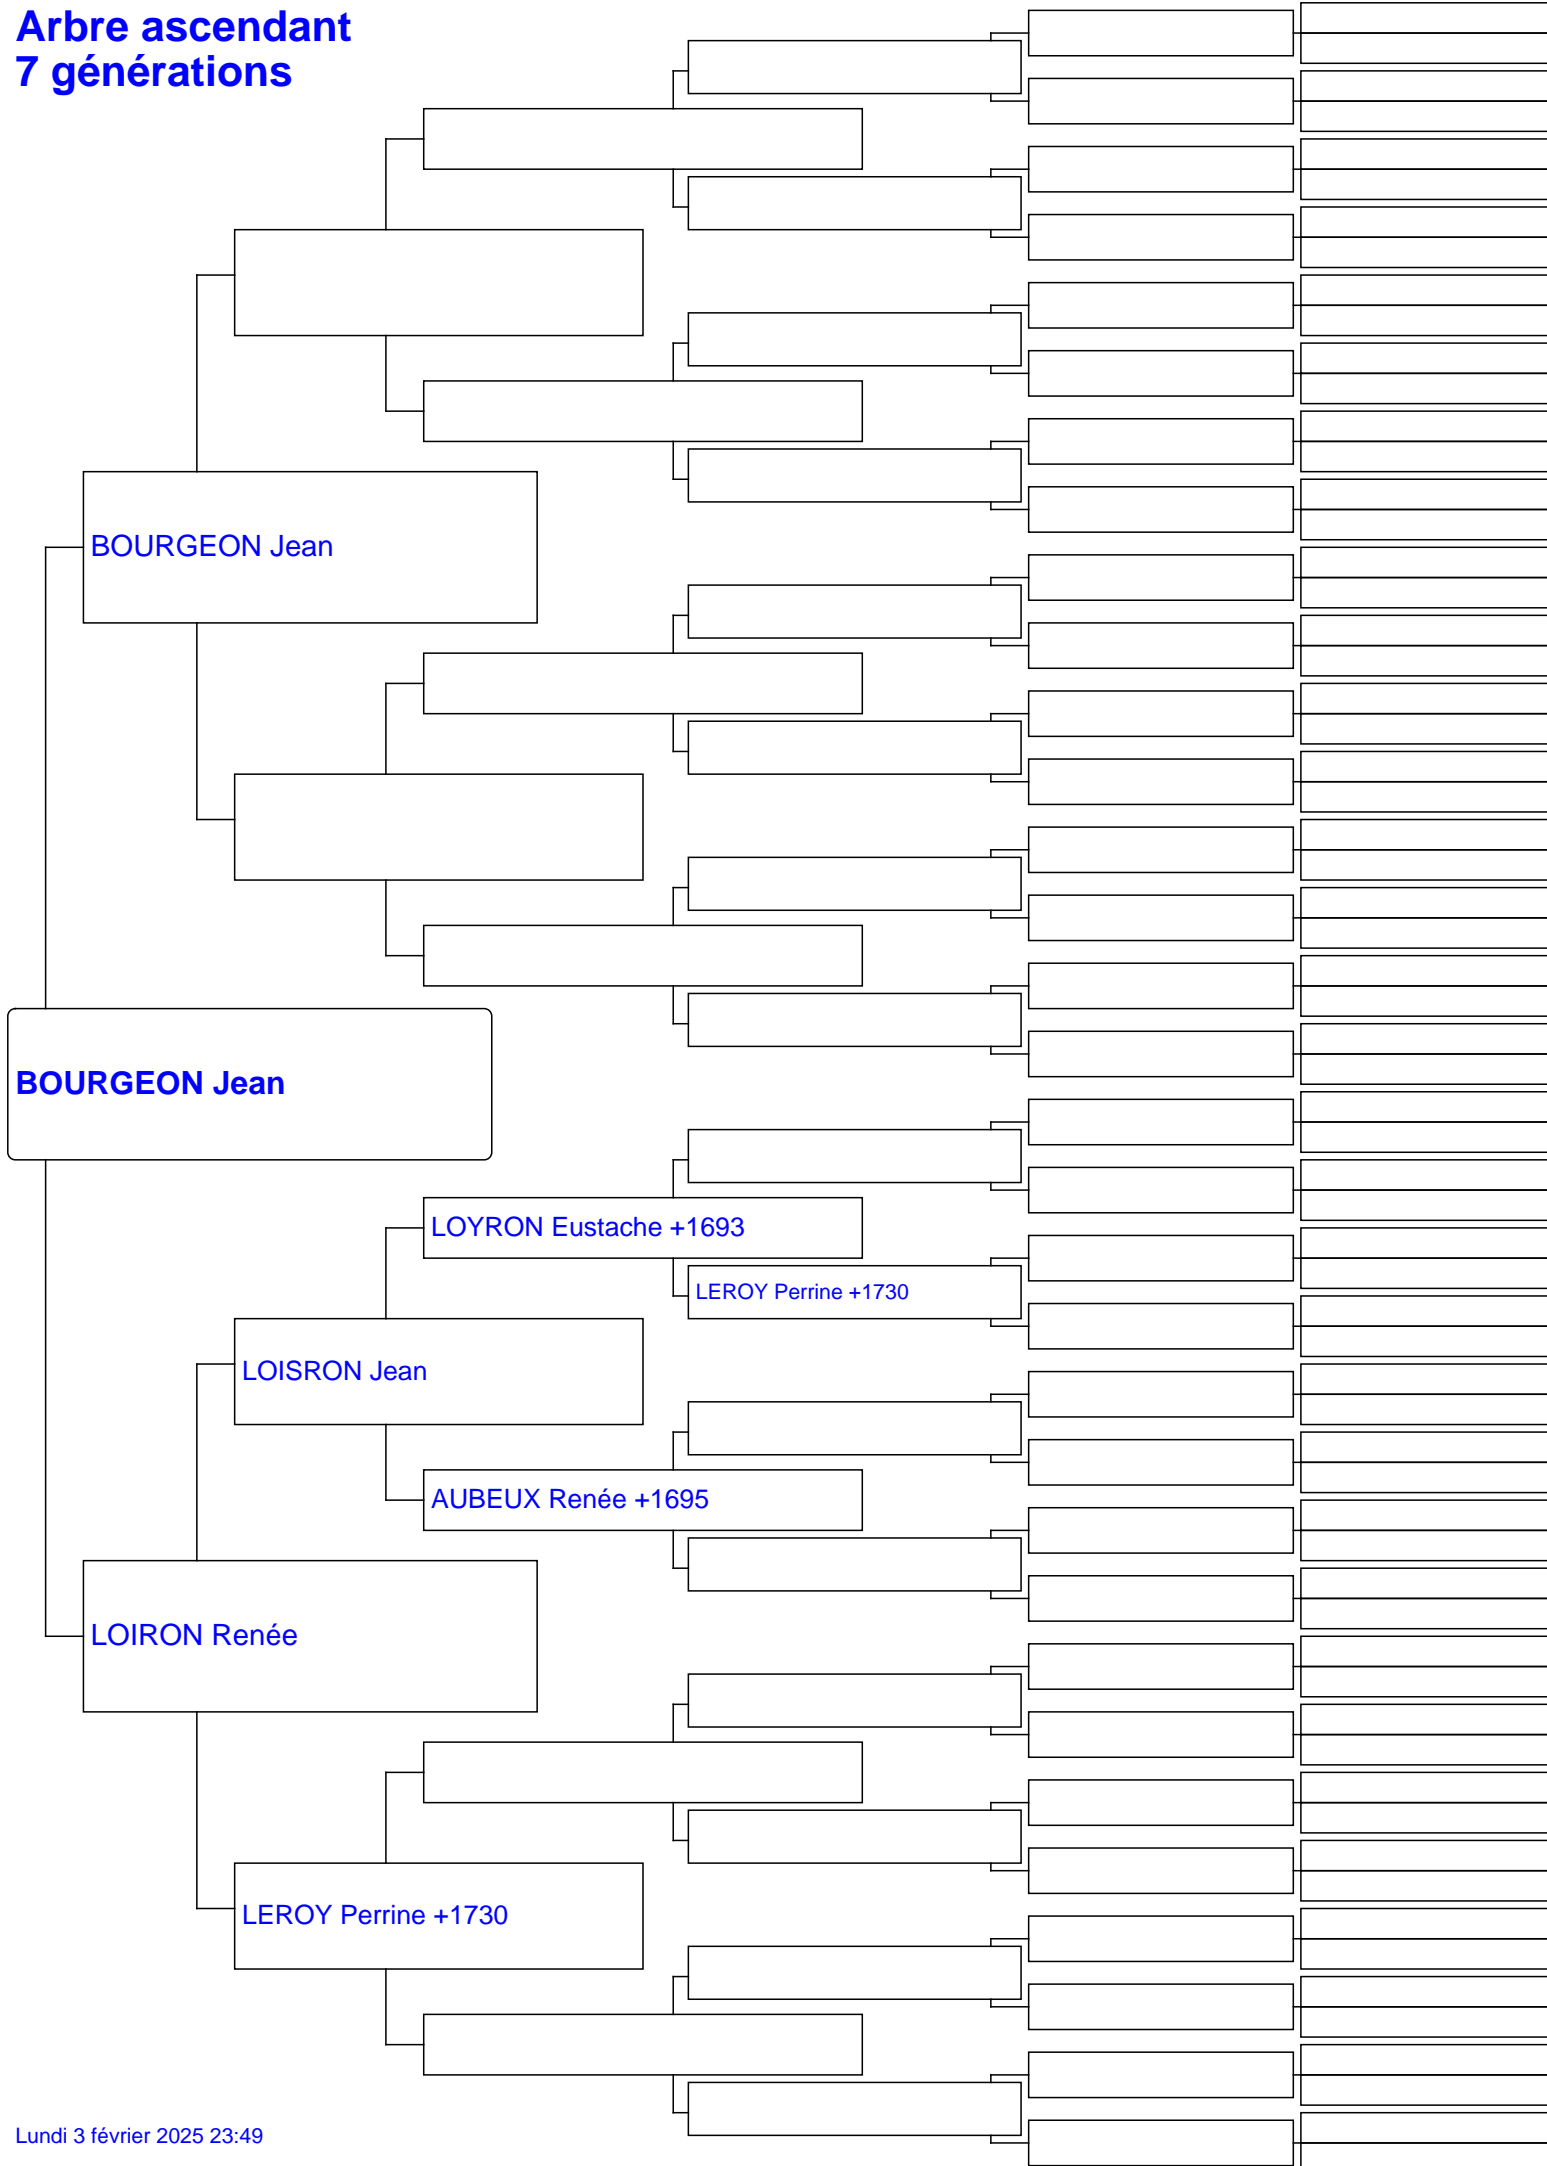 Arbre ascendant
7 générations
BOURGEON Jean
BOURGEON Jean
LOYRON Eustache +1693
LEROY Perrine +1730
LOISRON Jean
AUBEUX Renée +1695
LOIRON Renée
LEROY Perrine +1730
Lundi 3 février 2025 23:49